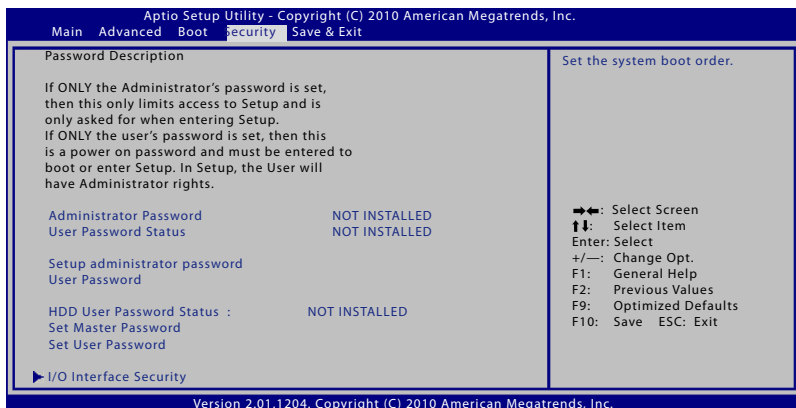 Aptio Setup Utility - Copyright (C) 2010 American Megatrends, Inc.
Main Advanced Boot Security Save & Exit
Password Description
If ONLY the Administrator's password is set,
then this only limits access to Setup and is
only asked for when entering Setup.
If ONLY the user's password is set, then this
is a power on password and must be entered to
boot or enter Setup. In Setup, the User will
have Administrator rights.
Administrator Password NOT INSTALLED
User Password Status NOT INSTALLED
Setup administrator password
User Password
HDD User Password Status : NOT INSTALLED
Set Master Password
Set User Password
I/O Interface Security
Set the system boot order.
→←: Select Screen
↑↓: Select Item
Enter: Select
+/—: Change Opt.
F1: General Help
F2: Previous Values
F9: Optimized Defaults
F10: Save ESC: Exit
Version 2.01.1204. Copyright (C) 2010 American Megatrends, Inc.